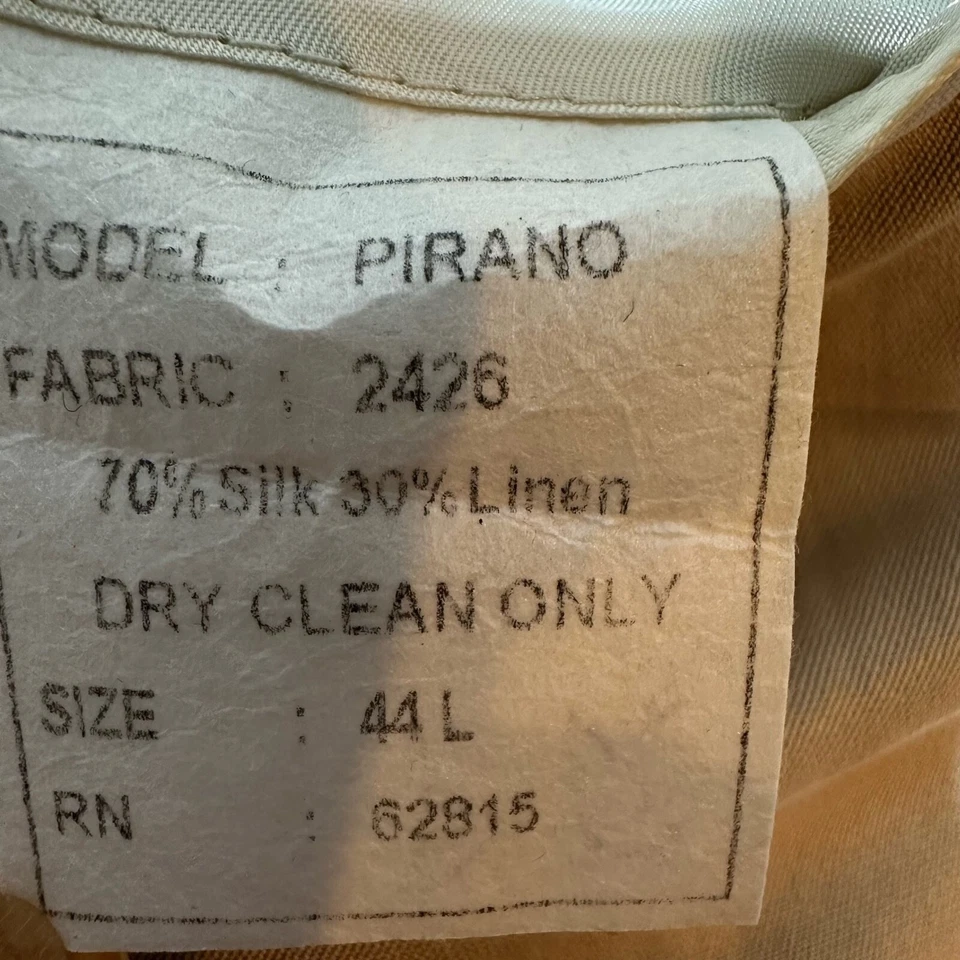 MODEL : PIRANO
FABRIC : 2426
70% Silk 30% Linen
DRY CLEAN ONLY
SIZE : 44 L
RN : 62815